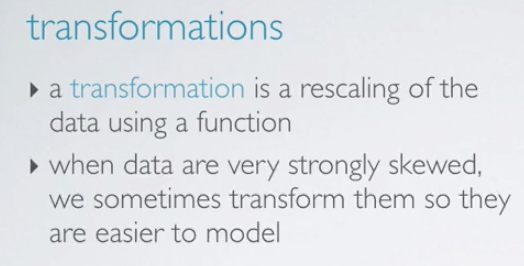 transformations
▸ a transformation is a rescaling of the
data using a function
▸ when data are very strongly skewed,
we sometimes transform them so they
are easier to model